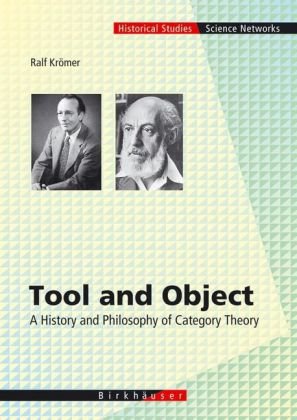 Historical Studies Science Networks
Ralf Krömer
Tool and Object
A History and Philosophy of Category Theory
Birkhäuser